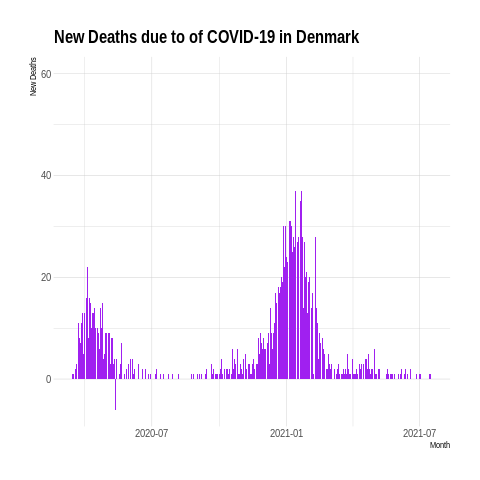 New Deaths due to of COVID-19 in Denmark
New Deaths
60
40
20
0
2020-07
2021-01
2021-07
Month